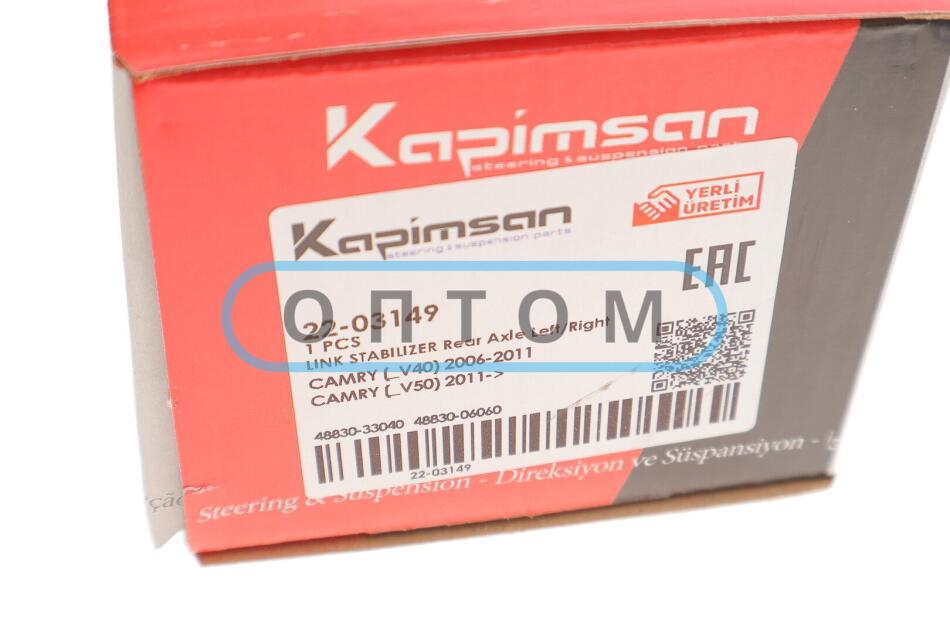 Kapimsan
steering & suspension parts
Kapimsan
steering & suspension parts
YERLİ
ÜRETİM
EAC
ОПТОМ
22-03149
1 PCS
LINK STABILIZER Rear Axle Left/Right
CAMRY (_V40) 2006-2011
CAMRY (_V50) 2011->
48830-33040 48830-06060
22-03149
Steering & Suspension - Direksiyon ve Süspansiyon -